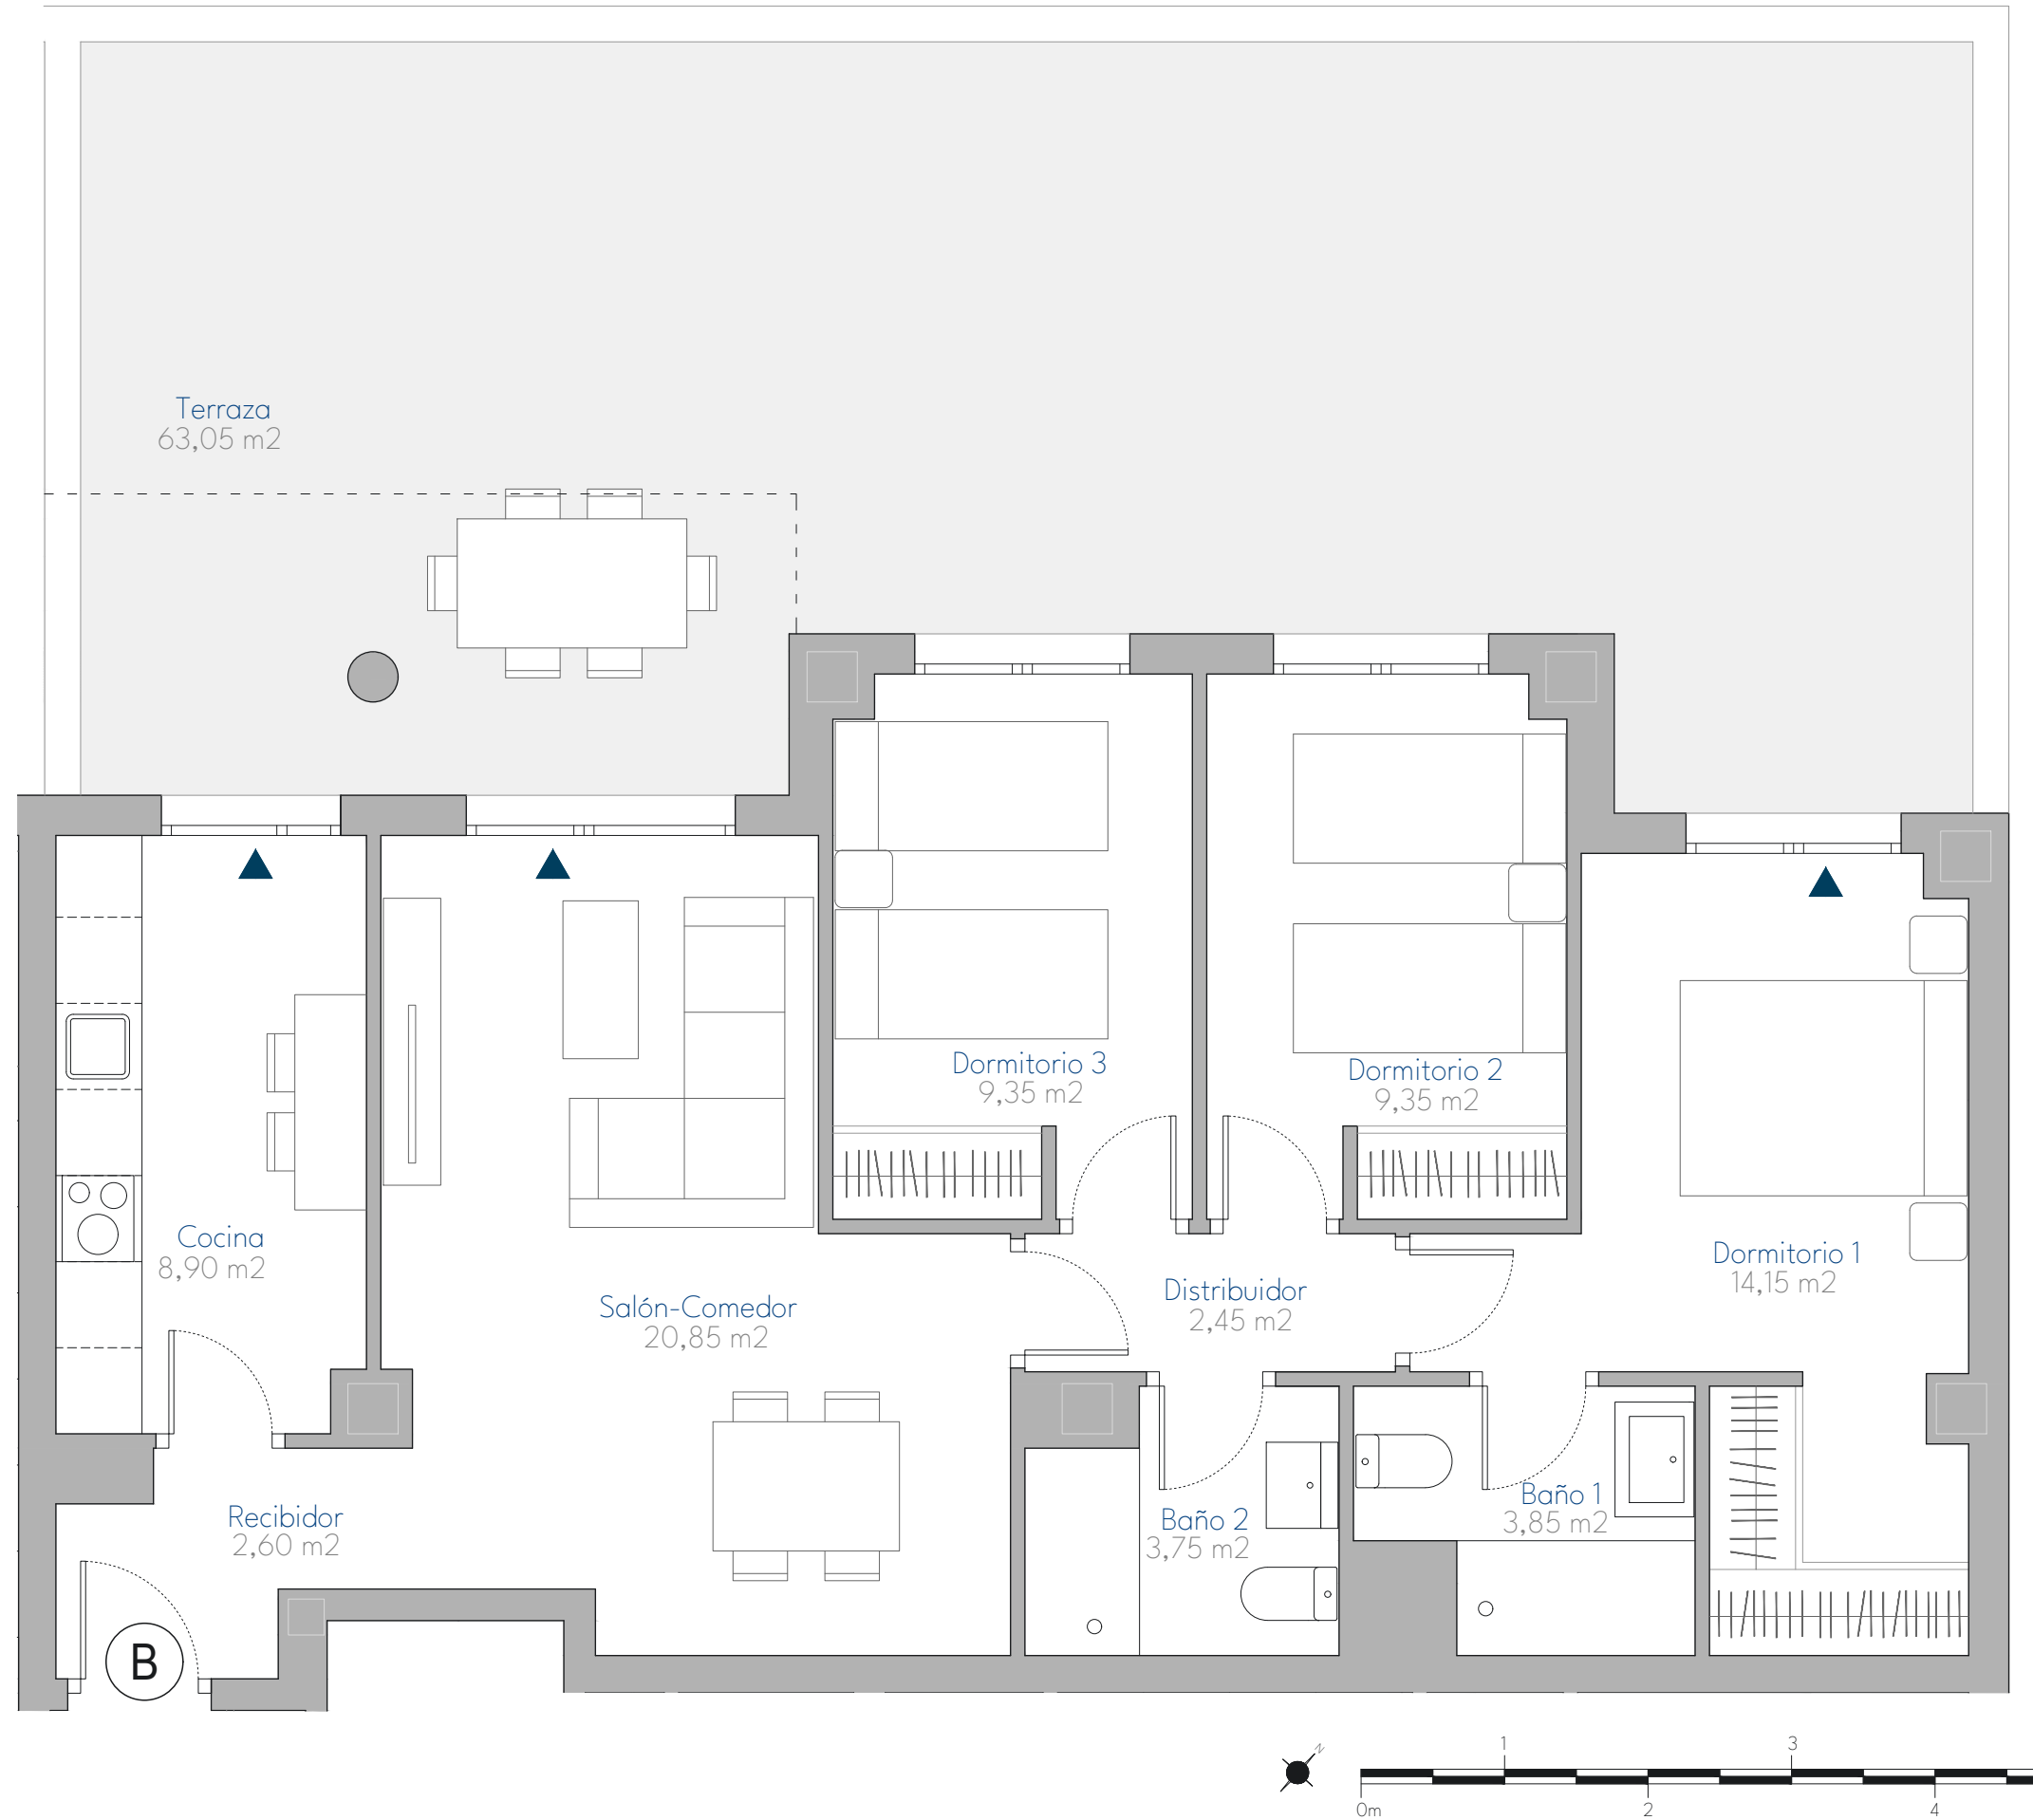 Terraza
63,05 m2
Dormitorio 3
9,35 m2
Dormitorio 2
9,35 m2
Cocina
8,90 m2
Salón-Comedor
20,85 m2
Distribuidor
2,45 m2
Dormitorio 1
14,15 m2
Recibidor
2,60 m2
Baño 2
3,75 m2
Baño 1
3,85 m2
B
N
1
3
0m
2
4